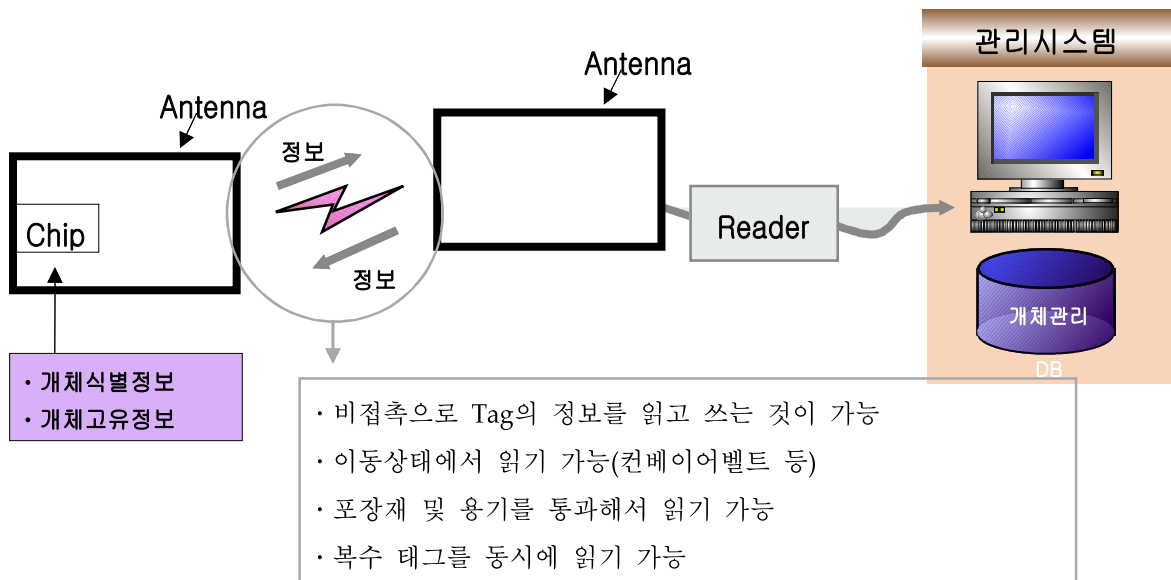 관리시스템
Antenna
Antenna
정보
Chip
Reader
정보
개체관리
DB
· 개체식별정보
· 개체고유정보
· 비접촉으로 Tag의 정보를 읽고 쓰는 것이 가능
· 이동상태에서 읽기 가능(컨베이어벨트 등)
· 포장재 및 용기를 통과해서 읽기 가능
· 복수 태그를 동시에 읽기 가능